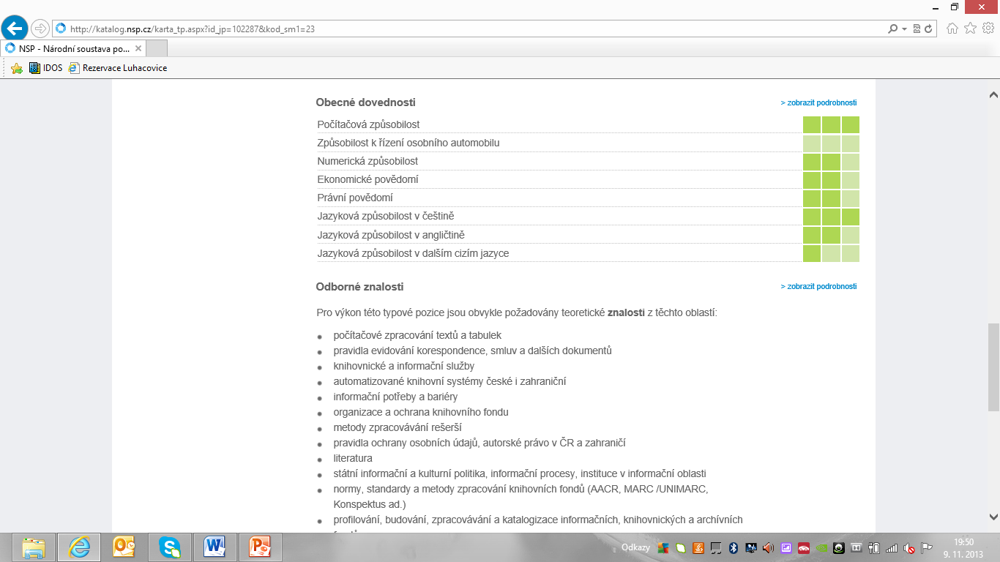 http://katalog.nsp.cz/karta_tp.aspx?id_jp=102287&kod_sm1=23
NSP - Národní soustava po...
IDOS Rezervace Luhacovice
Obecné dovednosti > zobrazit podrobnosti
Počítačová způsobilost
Způsobilost k řízení osobního automobilu
Numerická způsobilost
Ekonomické povědomí
Právní povědomí
Jazyková způsobilost v češtině
Jazyková způsobilost v angličtině
Jazyková způsobilost v dalším cizím jazyce
Odborné znalosti > zobrazit podrobnosti
Pro výkon této typové pozice jsou obvykle požadovány teoretické znalosti z těchto oblastí:
počítačové zpracování textů a tabulek
pravidla evidování korespondence, smluv a dalších dokumentů
knihovnické a informační služby
automatizované knihovní systémy české i zahraniční
informační potřeby a bariéry
organizace a ochrana knihovního fondu
metody zpracovávání rešerší
pravidla ochrany osobních údajů, autorské právo v ČR a zahraničí
literatura
státní informační a kulturní politika, informační procesy, instituce v informační oblasti
normy, standardy a metody zpracování knihovních fondů (AACR, MARC /UNIMARC,
Konspektus ad.)
profilování, budování, zpracovávání a katalogizace informačních, knihovnických a archívních
Odkazy
19:50
9. 11. 2013